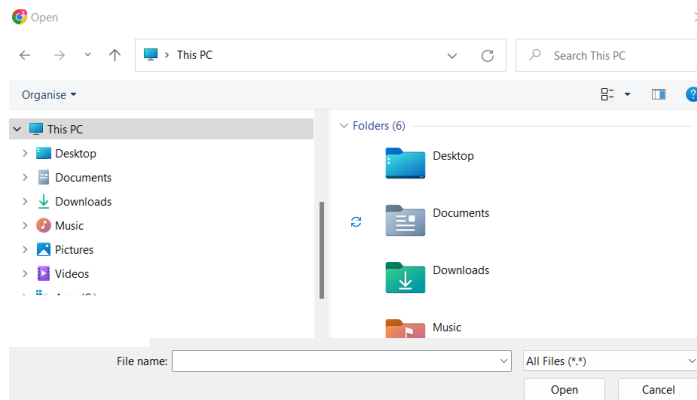 Open
This PC
Search This PC
Organise
This PC
Desktop
Documents
Downloads
Music
Pictures
Videos
Folders (6)
Desktop
Documents
Downloads
Music
File name:
All Files (*.*)
Open
Cancel